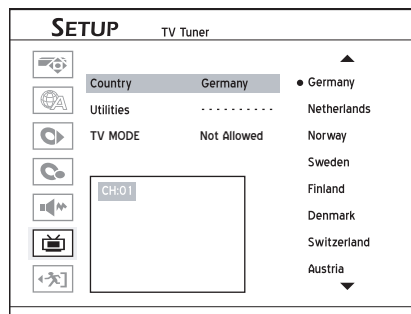 SETUP TV Tuner
Country Germany
Utilities - - - - - - - - - -
TV MODE Not Allowed
CH:01
Germany
Netherlands
Norway
Sweden
Finland
Denmark
Switzerland
Austria